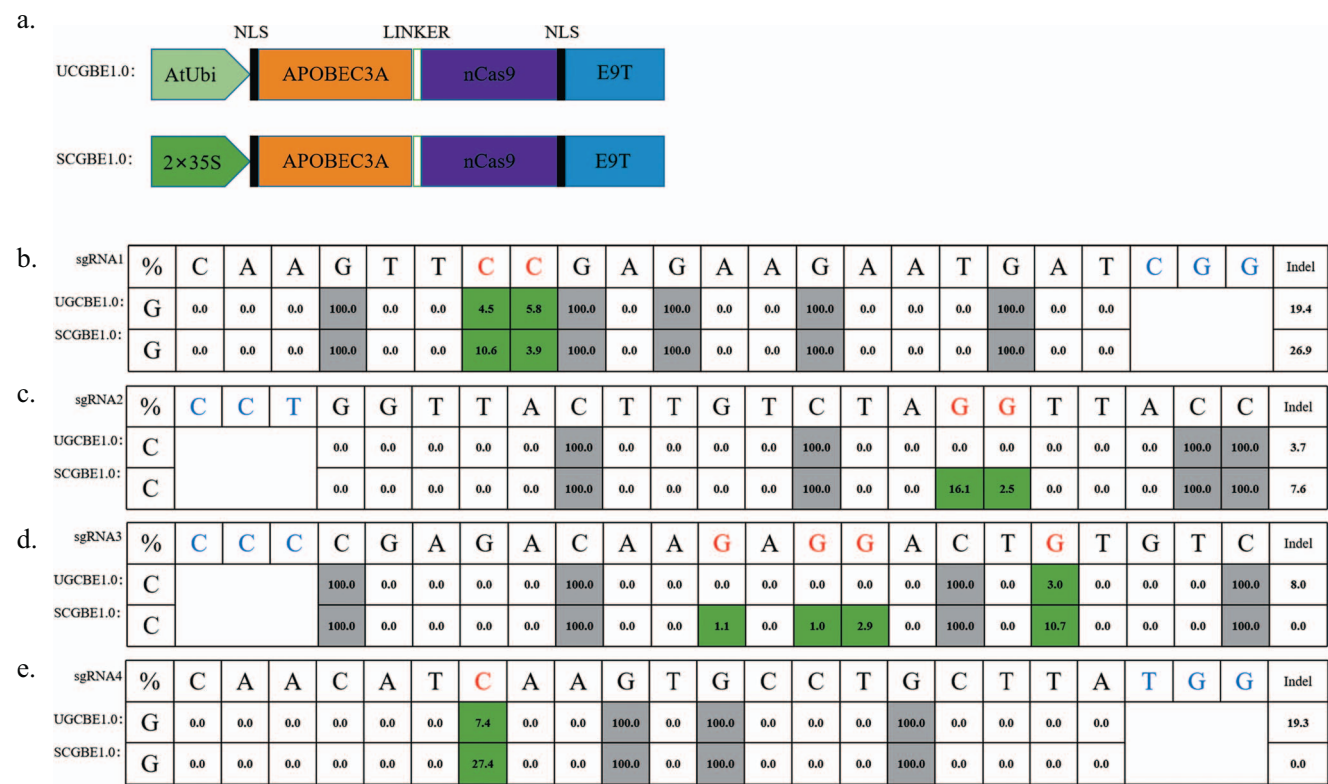 a.
NLS LINKER NLS
UCGBE1.0: AtUbi APOBEC3A nCas9 E9T
SCGBE1.0: 2×35S APOBEC3A nCas9 E9T
b.
sgRNA1 % C A A G T T C C G A G A A G A A T G A T C G G Indel
UGCBE1.0: G 0.0 0.0 0.0 100.0 0.0 0.0 4.5 5.8 100.0 0.0 100.0 0.0 0.0 100.0 0.0 0.0 0.0 100.0 0.0 0.0 19.4
SCGBE1.0: G 0.0 0.0 0.0 100.0 0.0 0.0 10.6 3.9 100.0 0.0 100.0 0.0 0.0 100.0 0.0 0.0 0.0 100.0 0.0 0.0 26.9
c.
sgRNA2 % C C T G G T T A C T T G T C T A G G T T A C C Indel
UGCBE1.0: C 0.0 0.0 0.0 0.0 0.0 100.0 0.0 0.0 0.0 0.0 100.0 0.0 0.0 0.0 0.0 0.0 0.0 0.0 100.0 100.0 3.7
SCGBE1.0: C 0.0 0.0 0.0 0.0 0.0 100.0 0.0 0.0 0.0 0.0 100.0 0.0 0.0 16.1 2.5 0.0 0.0 0.0 100.0 100.0 7.6
d.
sgRNA3 % C C C C G A G A C A A G A G G A C T G T G T C Indel
UGCBE1.0: C 100.0 0.0 0.0 0.0 0.0 100.0 0.0 0.0 0.0 0.0 0.0 0.0 0.0 100.0 0.0 3.0 0.0 0.0 0.0 100.0 8.0
SCGBE1.0: C 100.0 0.0 0.0 0.0 0.0 100.0 0.0 0.0 1.1 0.0 1.0 2.9 0.0 100.0 0.0 10.7 0.0 0.0 0.0 100.0 0.0
e.
sgRNA4 % C A A C A T C A A G T G C C T G C T T A T G G Indel
UGCBE1.0: G 0.0 0.0 0.0 0.0 0.0 0.0 7.4 0.0 0.0 100.0 0.0 100.0 0.0 0.0 0.0 100.0 0.0 0.0 0.0 0.0 19.3
SCGBE1.0: G 0.0 0.0 0.0 0.0 0.0 0.0 27.4 0.0 0.0 100.0 0.0 100.0 0.0 0.0 0.0 100.0 0.0 0.0 0.0 0.0 0.0